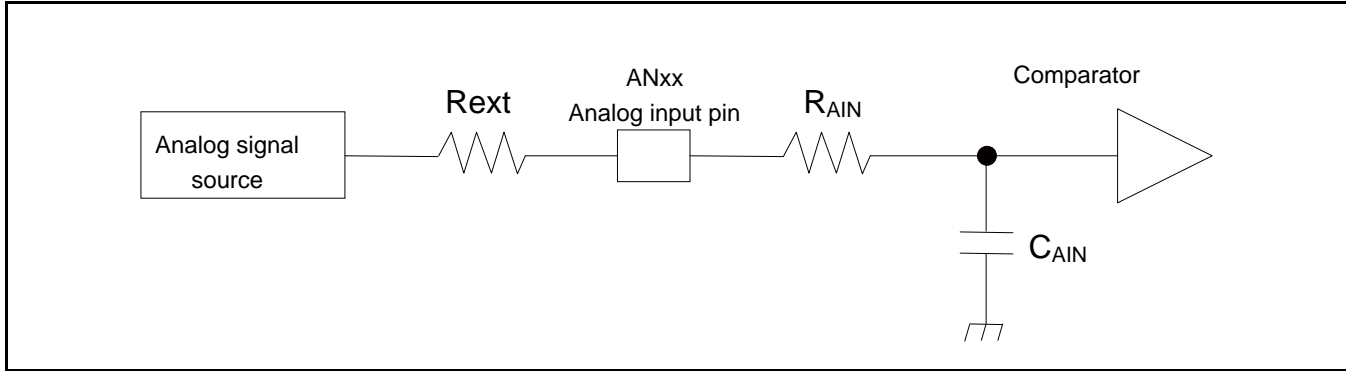 ANxx
Comparator
Rext
Analog input pin
RAIN
Analog signal
source
CAIN